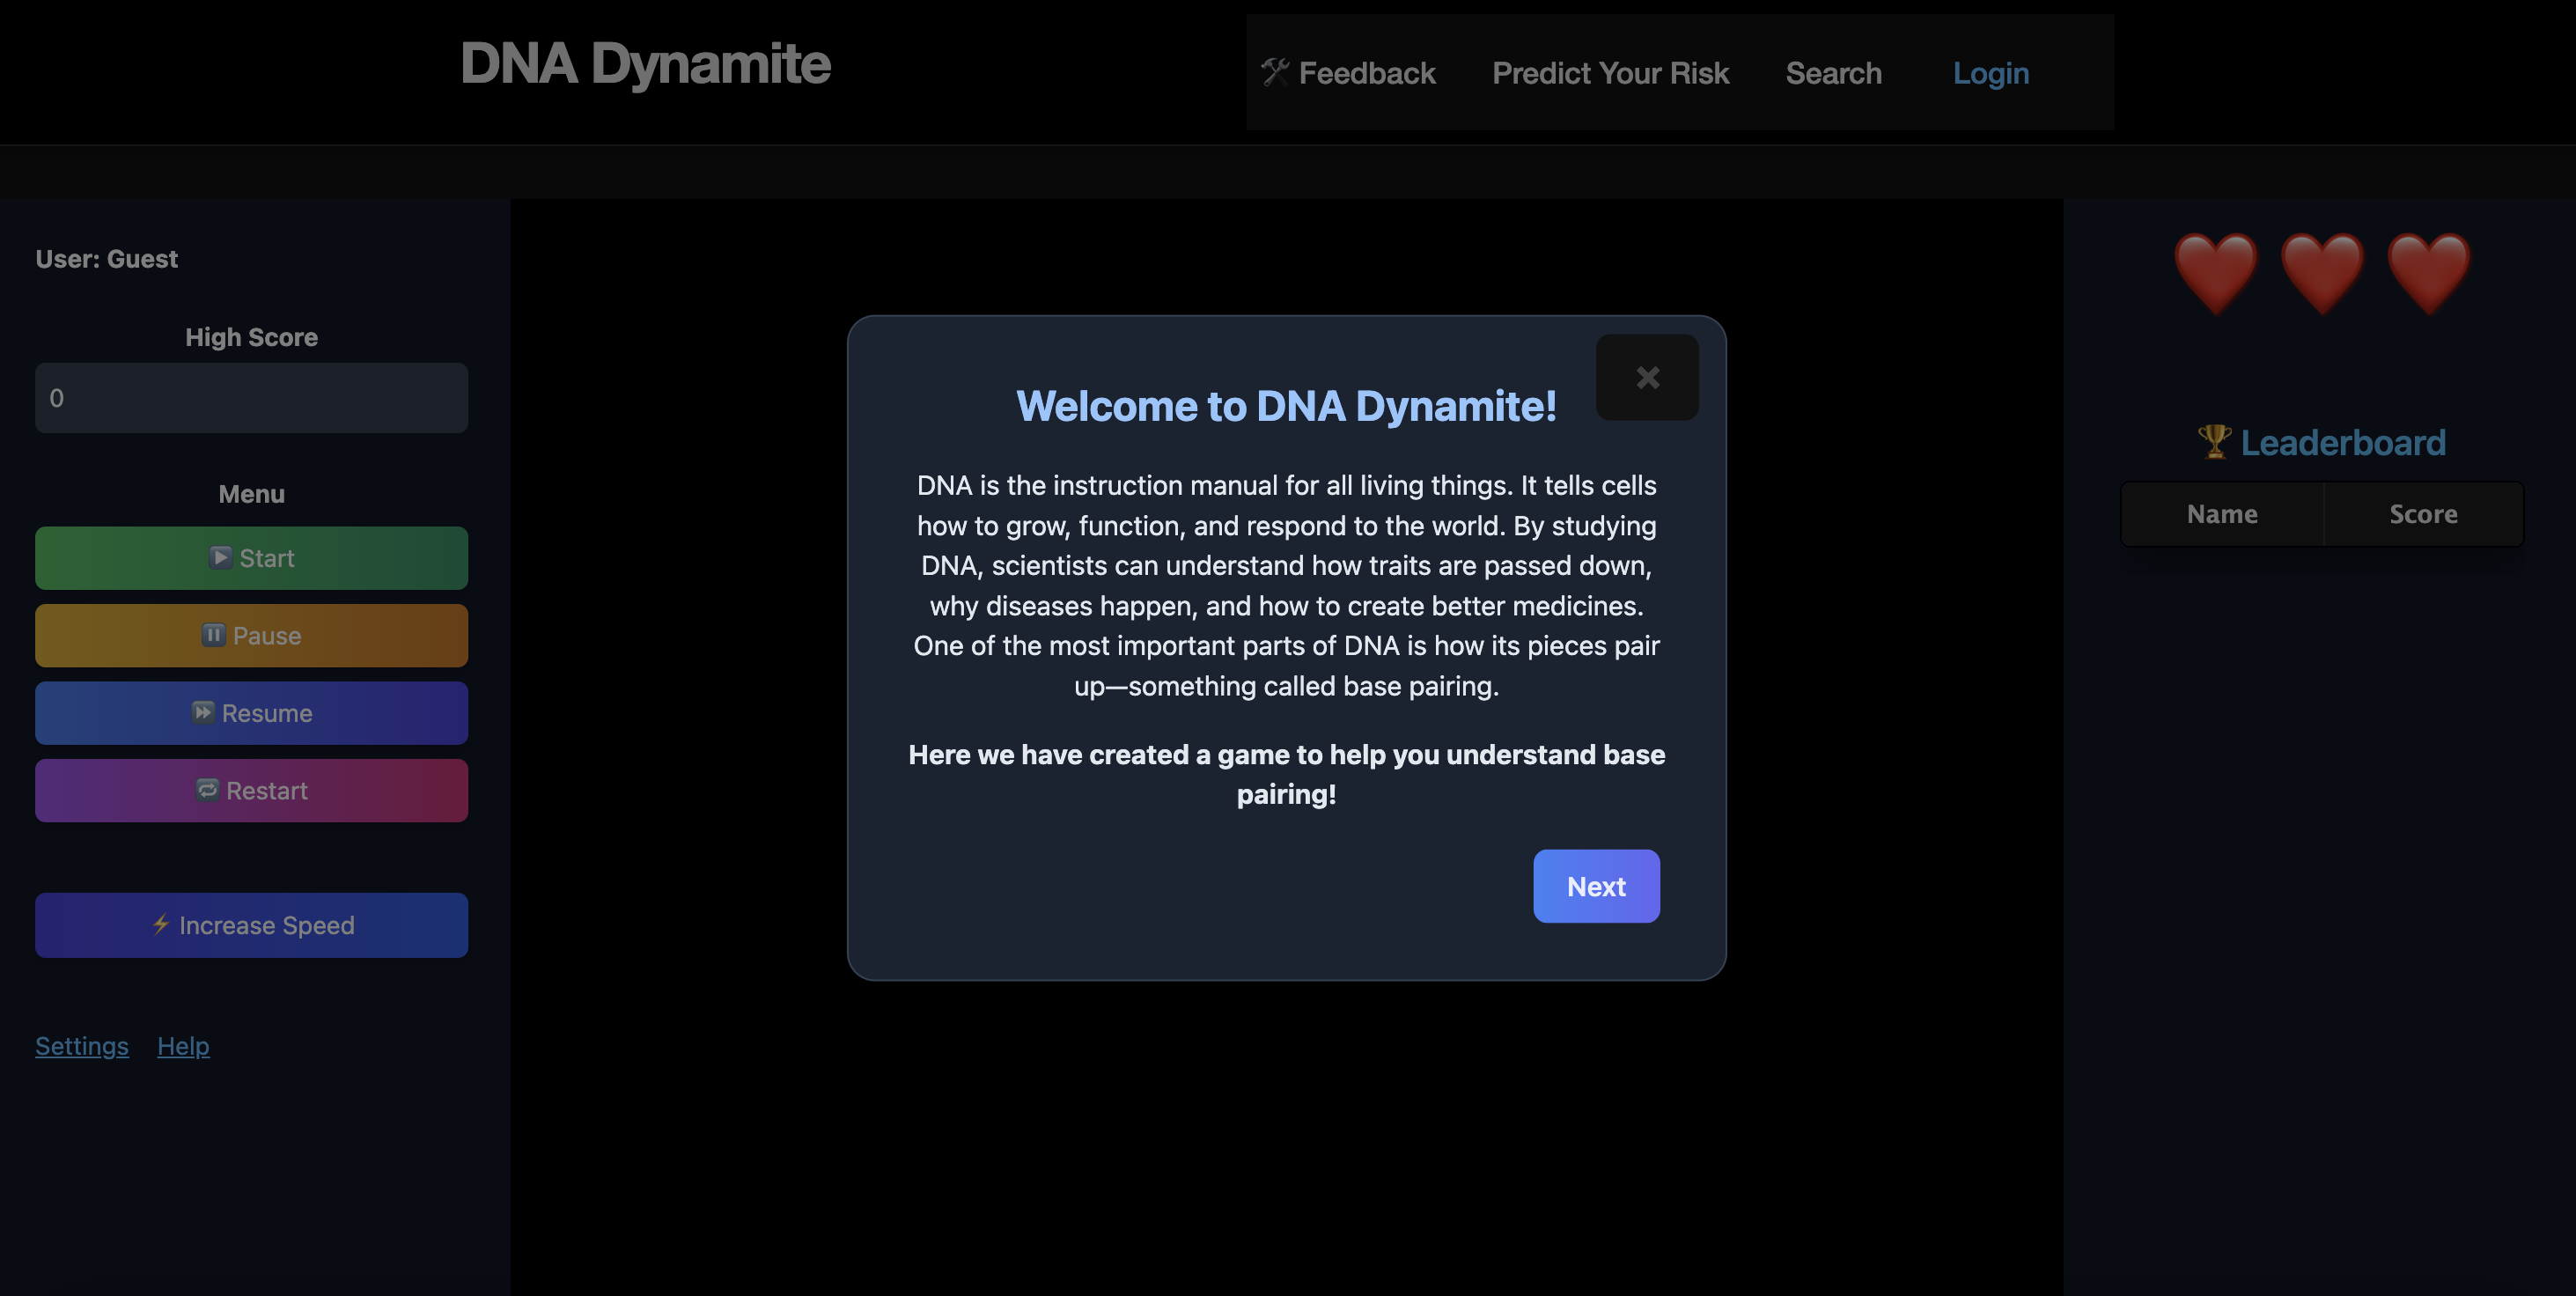 DNA Dynamite
🛠 Feedback Predict Your Risk Search Login
User: Guest
High Score
0
Menu
▶️ Start
⏸️ Pause
⏩ Resume
🔁 Restart
⚡ Increase Speed
Settings Help
×
Welcome to DNA Dynamite!
DNA is the instruction manual for all living things. It tells cells
how to grow, function, and respond to the world. By studying
DNA, scientists can understand how traits are passed down,
why diseases happen, and how to create better medicines.
One of the most important parts of DNA is how its pieces pair
up—something called base pairing.
Here we have created a game to help you understand base
pairing!
Next
🏆 Leaderboard
Name Score